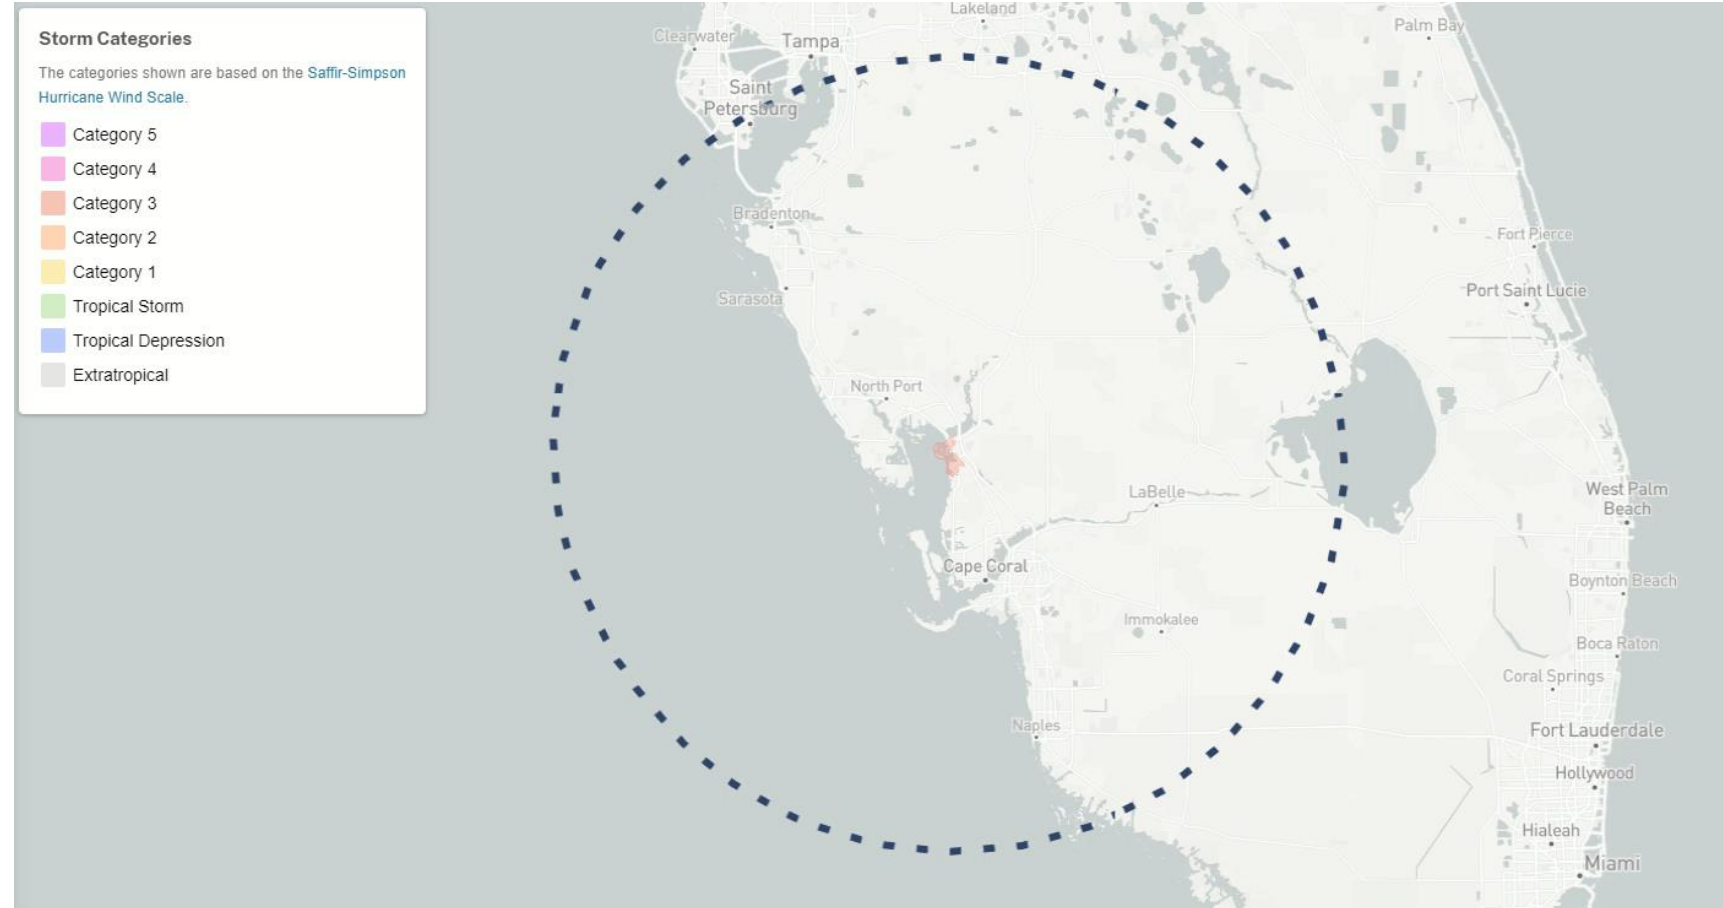 Storm Categories
The categories shown are based on the Saffir-Simpson
Hurricane Wind Scale.
Category 5
Category 4
Category 3
Category 2
Category 1
Tropical Storm
Tropical Depression
Extratropical
Lakeland
Palm Bay
Clearwater
Tampa
Saint
Petersburg
Bradenton
Fort Pierce
Sarasota
Port Saint Lucie
North Port
LaBelle
West Palm
Beach
Cape Coral
Boynton Beach
Immokalee
Boca Raton
Coral Springs
Naples
Fort Lauderdale
Hollywood
Hialeah
Miami